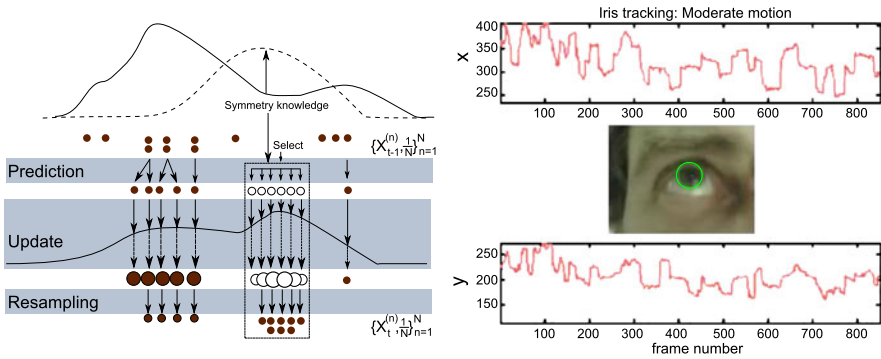 Symmetry knowledge
{X_{t-1}^{(n)}, 1/N}_{n=1}^{N}
Select
Prediction
Update
Resampling
{X_t^{(n)}, 1/N}_{n=1}^{N}
Iris tracking: Moderate motion
x
400
350
300
250
100 200 300 400 500 600 700 800
y
250
200
150
100 200 300 400 500 600 700 800
frame number